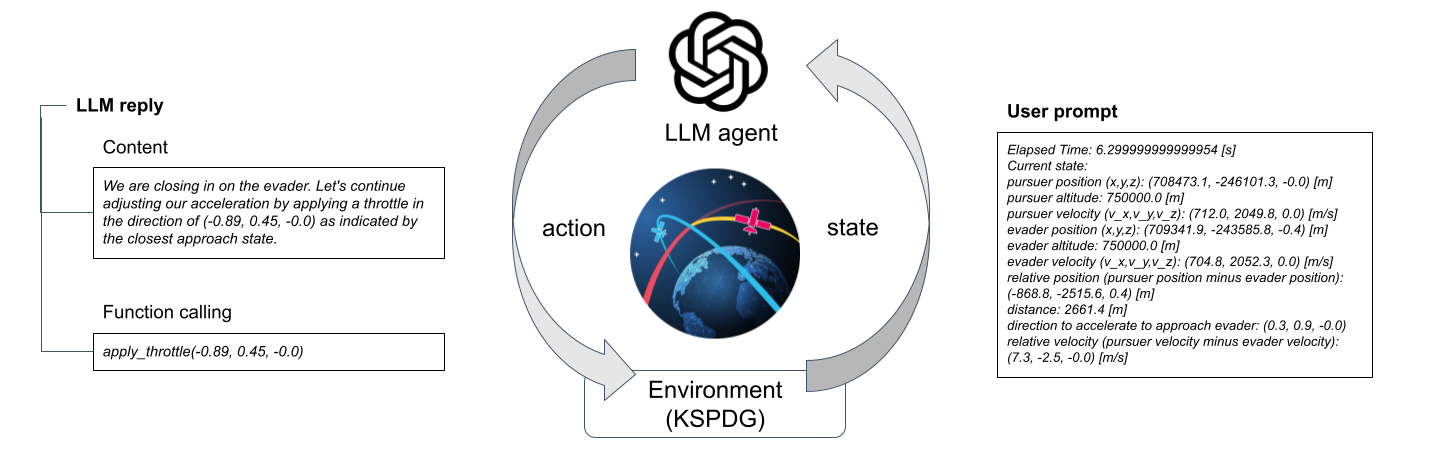 LLM reply
Content
We are closing in on the evader. Let's continue
adjusting our acceleration by applying a throttle in
the direction of (-0.89, 0.45, -0.0) as indicated by
the closest approach state.
Function calling
apply_throttle(-0.89, 0.45, -0.0)
LLM agent
action
state
Environment
(KSPDG)
User prompt
Elapsed Time: 6.299999999999954 [s]
Current state:
pursuer position (x,y,z): (708473.1, -246101.3, -0.0) [m]
pursuer altitude: 750000.0 [m]
pursuer velocity (v_x,v_y,v_z): (712.0, 2049.8, 0.0) [m/s]
evader position (x,y,z): (709341.9, -243585.8, -0.4) [m]
evader altitude: 750000.0 [m]
evader velocity (v_x,v_y,v_z): (704.8, 2052.3, 0.0) [m/s]
relative position (pursuer position minus evader position):
(-868.8, -2515.6, 0.4) [m]
distance: 2661.4 [m]
direction to accelerate to approach evader: (0.3, 0.9, -0.0)
relative velocity (pursuer velocity minus evader velocity):
(7.3, -2.5, -0.0) [m/s]